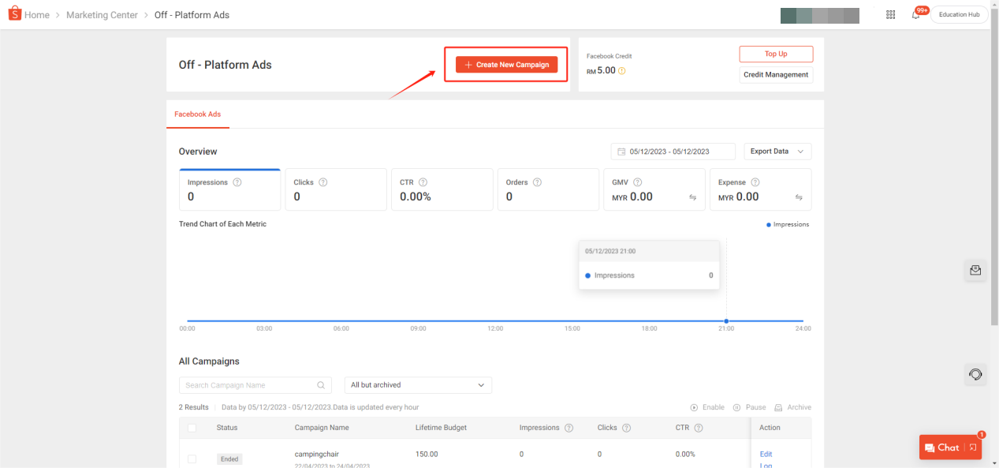 Home > Marketing Center > Off - Platform Ads
99+
Education Hub
Off - Platform Ads
+ Create New Campaign
Facebook Credit
RM 5.00
Top Up
Credit Management
Facebook Ads
Overview
05/12/2023 - 05/12/2023
Export Data
Impressions
0
Clicks
0
CTR
0.00%
Orders
0
GMV
MYR 0.00
Expense
MYR 0.00
Trend Chart of Each Metric
Impressions
05/12/2023 21:00
Impressions 0
00:00 03:00 06:00 09:00 12:00 15:00 18:00 21:00 24:00
All Campaigns
Search Campaign Name
All but archived
2 Results
Data by 05/12/2023 - 05/12/2023.Data is updated every hour
Enable Pause Archive
Status Campaign Name Lifetime Budget Impressions Clicks CTR Action
Ended campingchair 150.00 0 0 0.00% Edit
22/04/2023 to 24/04/2023 Log
Chat
1